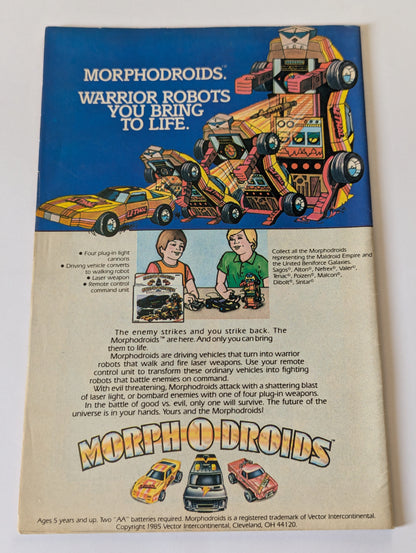 MORPHODROIDS.™
WARRIOR ROBOTS
YOU BRING
TO LIFE.
• Four plug-in light
cannons
• Driving vehicle converts
to walking robot
• Laser weapon
• Remote control
command unit
Collect all the Morphodroids
representing the Maldroid Empire and
the United Beniforce Galaxies.
Sagos©, Alton©, Nefrex©, Valer©,
Teriac©, Poizen©, Malcon©,
Dibolt©, Sintar©
The enemy strikes and you strike back. The
Morphodroids™ are here. And only you can bring
them to life.
Morphodroids are driving vehicles that turn into warrior
robots that walk and fire laser weapons. Use your remote
control unit to transform these ordinary vehicles into fighting
robots that battle enemies on command.
With evil threatening, Morphodroids attack with a shattering blast
of laser light, or bombard enemies with one of four plug-in weapons.
In the battle of good vs. evil, only one will survive. The future of the
universe is in your hands. Yours and the Morphodroids!
MORPH-O-DROIDS
Ages 5 years and up. Two "AA" batteries required. Morphodroids is a registered trademark of Vector Intercontinental.
Copyright 1985 Vector Intercontinental, Cleveland, OH 44120.